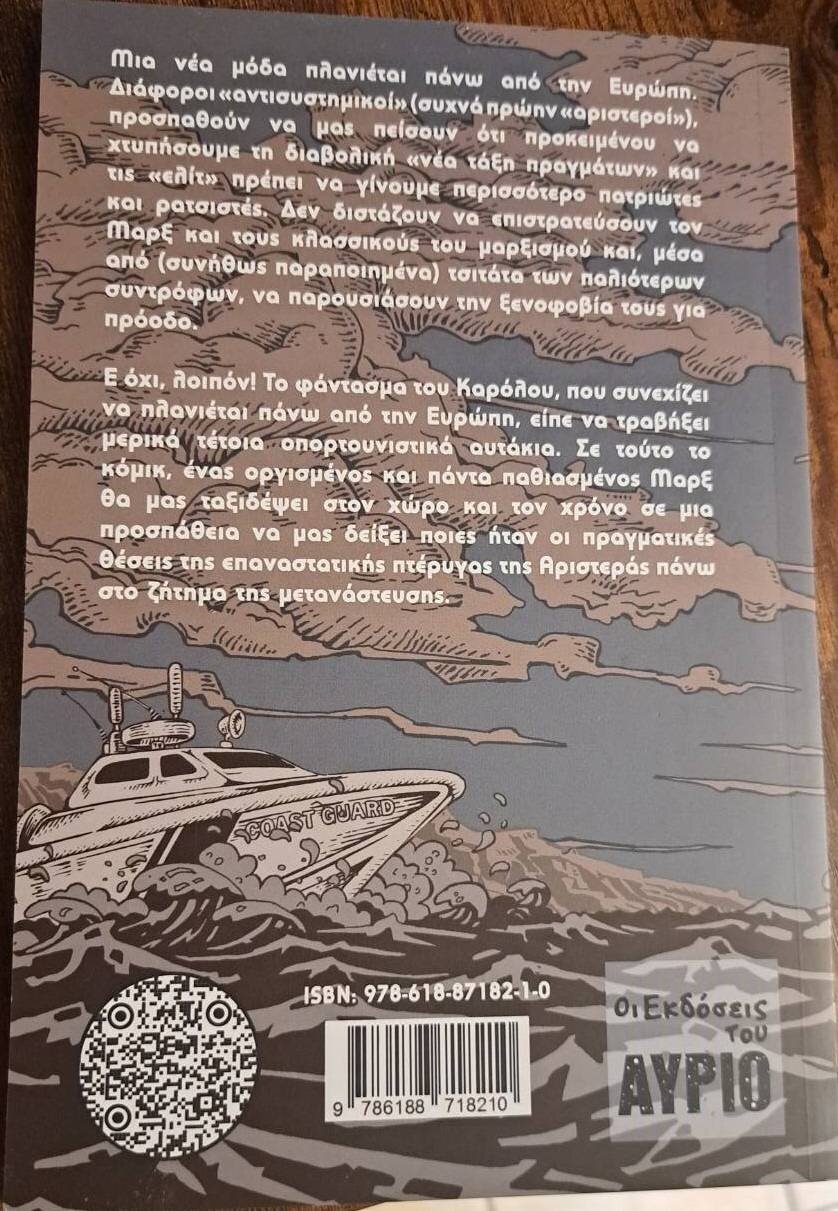 Μια νέα μόδα πλανιέται πάνω από την Ευρώπη.
Διάφοροι «αντισυστημικοί» (συχνά πρώην «αριστεροί»),
προσπαθούν να μας πείσουν ότι προκειμένου να
χτυπήσουμε τη διαβολική «νέα τάξη πραγμάτων» και
τις «ελίτ» πρέπει να γίνουμε περισσότερο πατριώτες
και ρατσιστές. Δεν διστάζουν να επιστρατεύσουν τον
Μαρξ και τους κλασσικούς του μαρξισμού και, μέσα
από (συνήθως παραποιημένα) τσιτάτα των παλιότερων
συντρόφων, να παρουσιάσουν την ξενοφοβία τους για
πρόοδο.
Ε όχι, λοιπόν! Το φάντασμα του Καρόλου, που συνεχίζει
να πλανιέται πάνω από την Ευρώπη, είπε να τραβήξει
μερικά τέτοια οπορτουνιστικά αυτάκια. Σε τούτο το
κόμικ, ένας οργισμένος και πάντα παθιασμένος Μαρξ
θα μας ταξιδέψει στον χώρο και τον χρόνο σε μια
προσπάθεια να μας δείξει ποιες ήταν οι πραγματικές
θέσεις της επαναστατικής πτέρυγας της Αριστεράς πάνω
στο ζήτημα της μετανάστευσης.
COAST GUARD
ISBN: 978-618-87182-1-0
9 786188 718210
Οι Εκδόσεις
του
ΑΥΡΙΟ